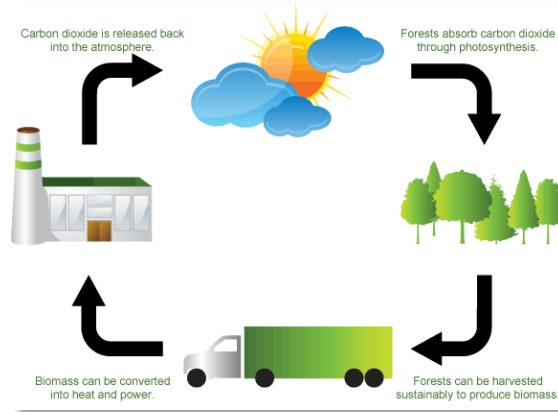 Carbon dioxide is released back
into the atmosphere.
Forests absorb carbon dioxide
through photosynthesis.
Biomass can be converted
into heat and power.
Forests can be harvested
sustainably to produce biomass